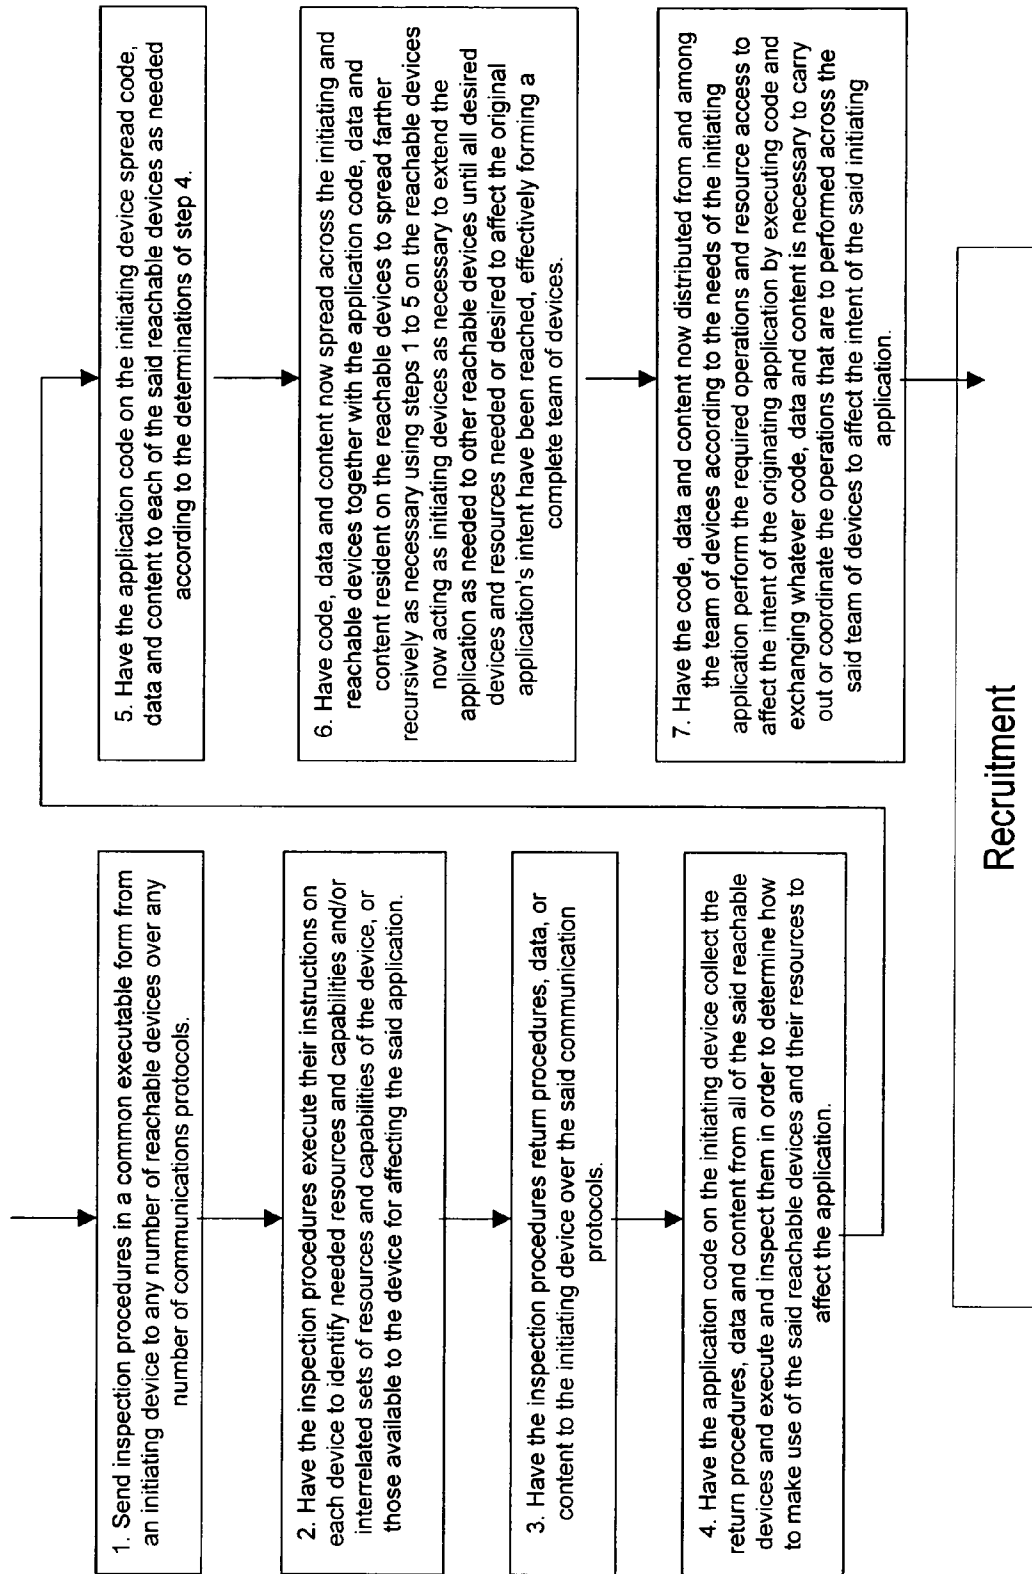 1. Send inspection procedures in a common executable form from
an initiating device to any number of reachable devices over any
number of communications protocols.
2. Have the inspection procedures execute their instructions on
each device to identify needed resources and capabilities and/or
interrelated sets of resources and capabilities of the device, or
those available to the device for affecting the said application.
3. Have the inspection procedures return procedures, data, or
content to the initiating device over the said communication
protocols.
4. Have the application code on the initiating device collect the
return procedures, data and content from all of the said reachable
devices and execute and inspect them in order to determine how
to make use of the said reachable devices and their resources to
affect the application.
5. Have the application code on the initiating device spread code,
data and content to each of the said reachable devices as needed
according to the determinations of step 4.
6. Have code, data and content now spread across the initiating and
reachable devices together with the application code, data and
content resident on the reachable devices to spread farther
recursively as necessary using steps 1 to 5 on the reachable devices
now acting as initiating devices as necessary to extend the
application as needed to other reachable devices until all desired
devices and resources needed or desired to affect the original
application's intent have been reached, effectively forming a
complete team of devices.
7. Have the code, data and content now distributed from and among
the team of devices according to the needs of the initiating
application perform the required operations and resource access to
affect the intent of the originating application by executing code and
exchanging whatever code, data and content is necessary to carry
out or coordinate the operations that are to performed across the
said team of devices to affect the intent of the said initiating
application.
Recruitment